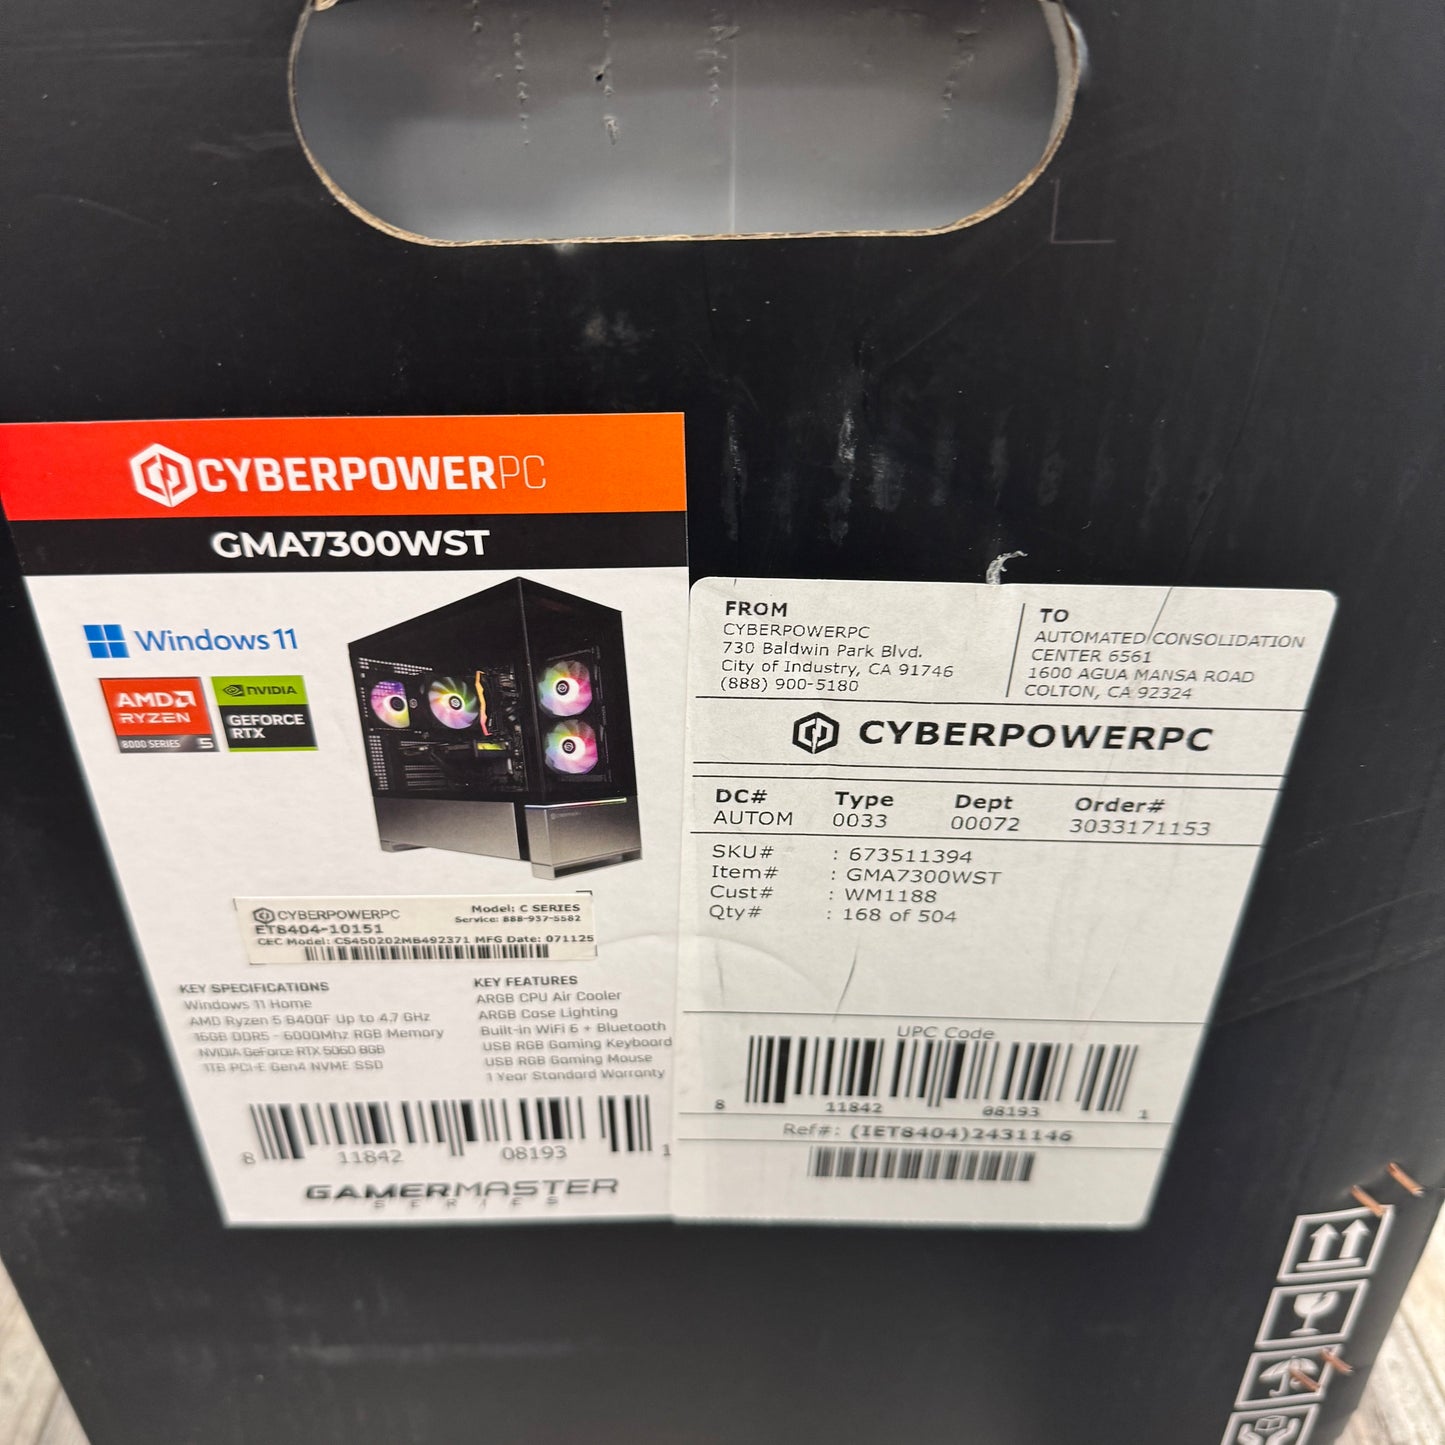 CYBERPOWERPC
GMA7300WST
Windows 11
AMD
RYZEN
8000 SERIES 5
NVIDIA
GEFORCE
RTX
CYBERPOWERPC
Model: C SERIES
Service: 888-937-5582
ET8404-10151
CEC Model: CS450202MB492371 MFG Date: 071125
KEY SPECIFICATIONS
Windows 11 Home
AMD Ryzen 5 8400F Up to 4.7 GHz
16GB DDR5 - 6000Mhz RGB Memory
NVIDIA GeForce RTX 5060 8GB
1TB PCI-E Gen4 NVME SSD
KEY FEATURES
ARGB CPU Air Cooler
ARGB Case Lighting
Built-in WiFi 6 + Bluetooth
USB RGB Gaming Keyboard
USB RGB Gaming Mouse
1 Year Standard Warranty
8 11842 08193 1
GAMERMASTER
SERIES
FROM
CYBERPOWERPC
730 Baldwin Park Blvd.
City of Industry, CA 91746
(888) 900-5180
TO
AUTOMATED CONSOLIDATION
CENTER 6561
1600 AGUA MANSA ROAD
COLTON, CA 92324
CYBERPOWERPC
DC# Type Dept Order#
AUTOM 0033 00072 3033171153
SKU# : 673511394
Item# : GMA7300WST
Cust# : WM1188
Qty# : 168 of 504
UPC Code
8 11842 08193 1
Ref#: (IET8404)2431146